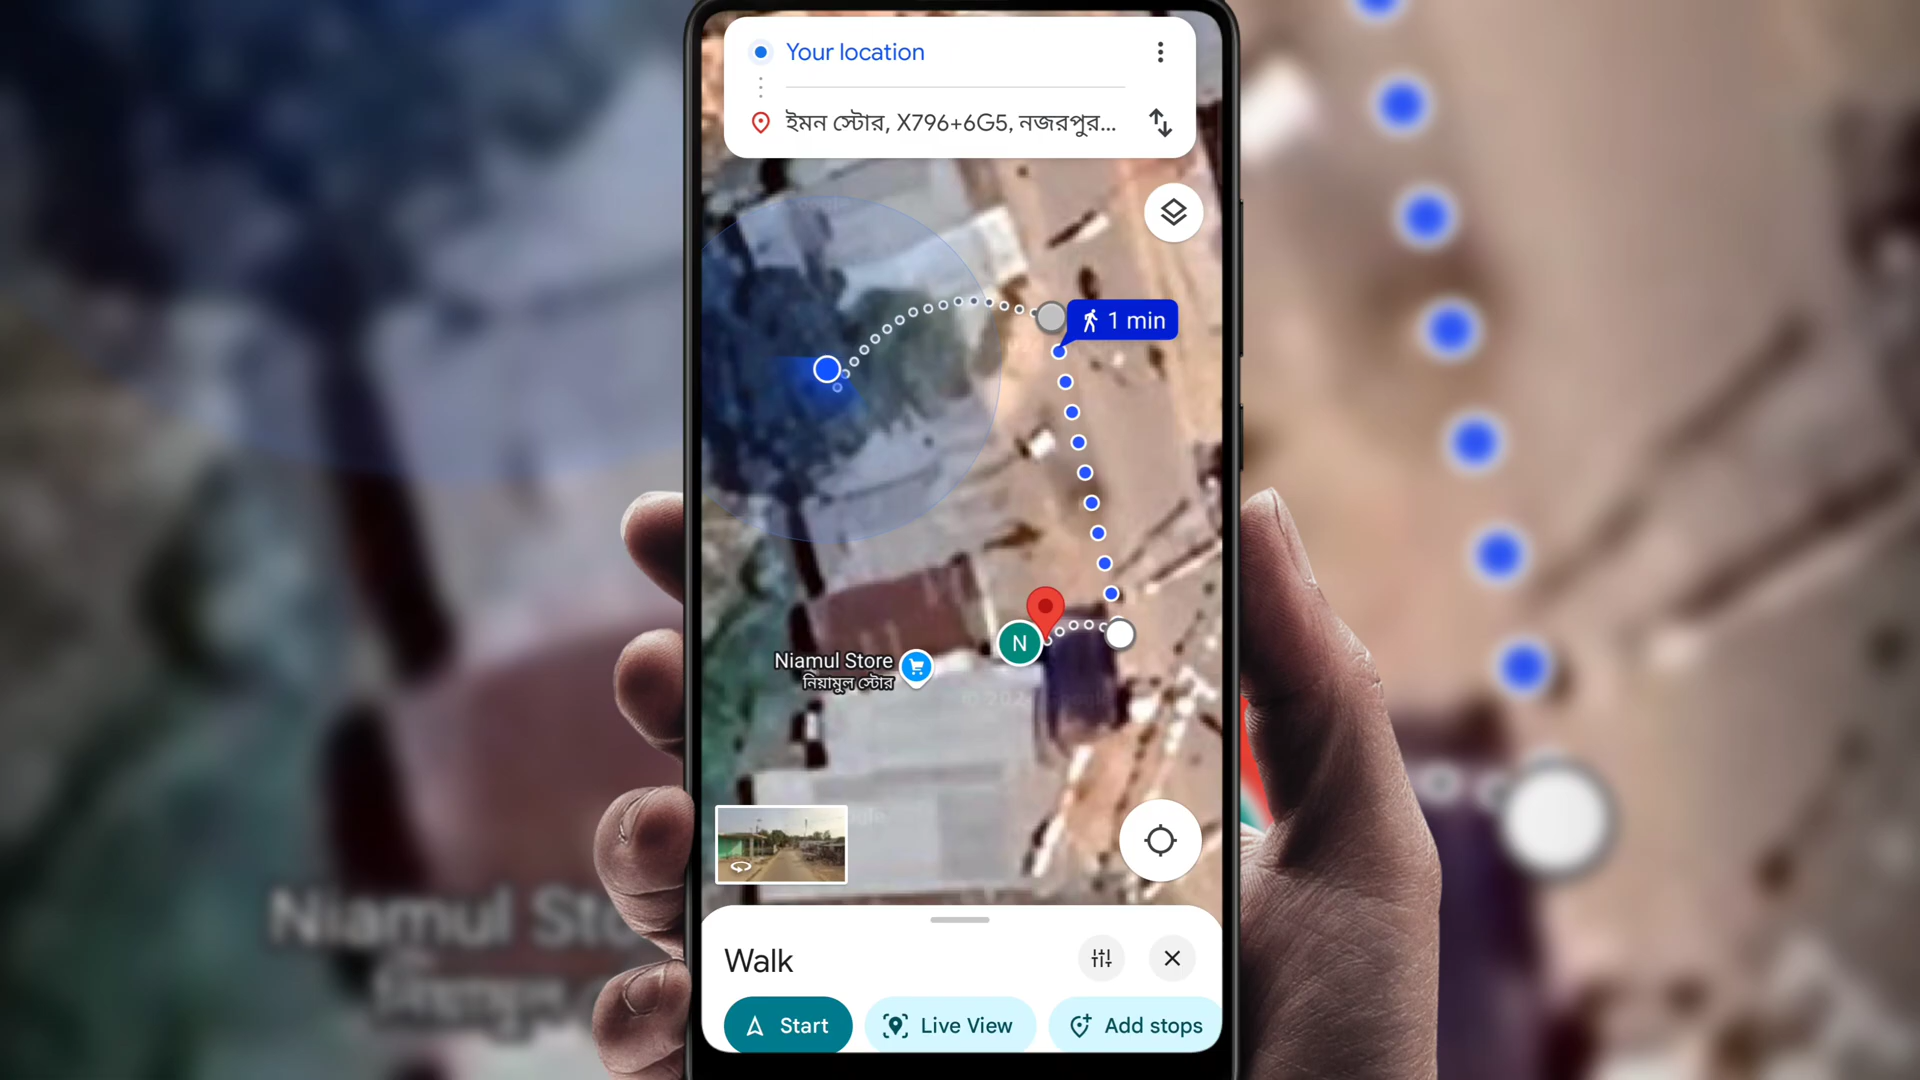 Your location
ইমন স্টোর, X796+6G5, নজরপুর...
1 min
N
Niamul Store
নিয়ামুল স্টোর
Walk
Start
Live View
Add stops